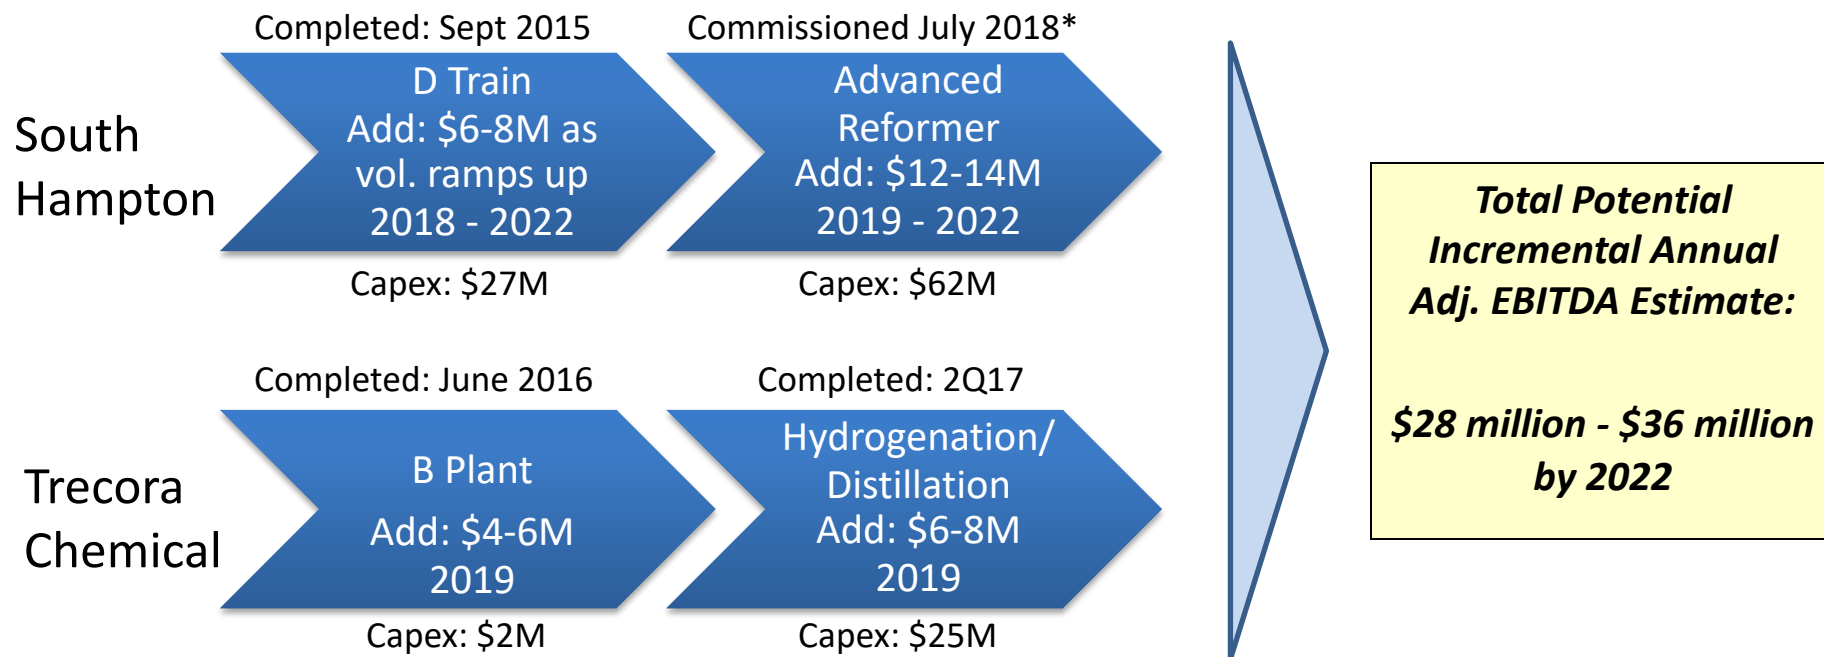 South
Hampton
Completed: Sept 2015
D Train
Add: $6-8M as
vol. ramps up
2018 - 2022
Capex: $27M
Commissioned July 2018*
Advanced
Reformer
Add: $12-14M
2019 - 2022
Capex: $62M
Trecora
Chemical
Completed: June 2016
B Plant
Add: $4-6M
2019
Capex: $2M
Completed: 2Q17
Hydrogenation/
Distillation
Add: $6-8M
2019
Capex: $25M
Total Potential
Incremental Annual
Adj. EBITDA Estimate:
$28 million - $36 million
by 2022